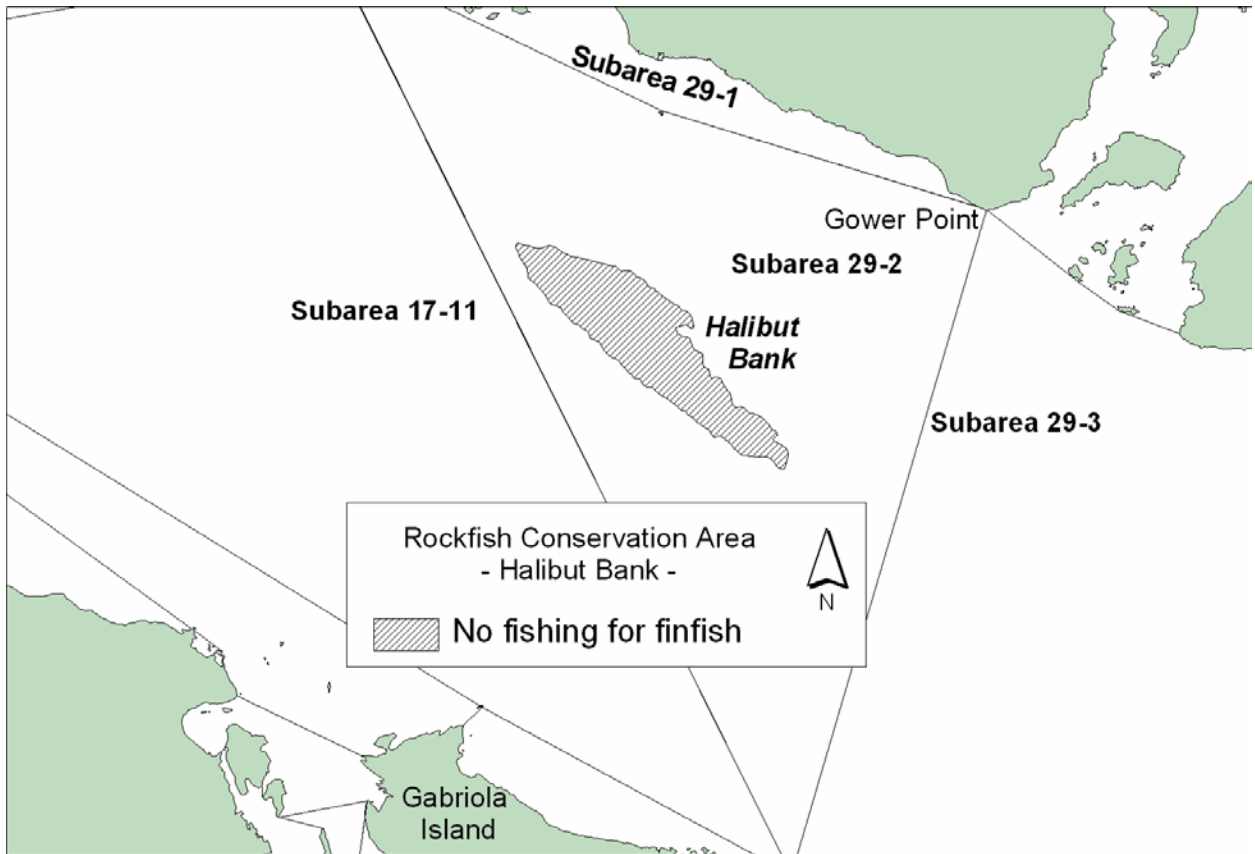 Subarea 29-1
Gower Point
Subarea 29-2
Subarea 17-11
Halibut
Bank
Subarea 29-3
Rockfish Conservation Area
- Halibut Bank -
N
No fishing for finfish
Gabriola
Island